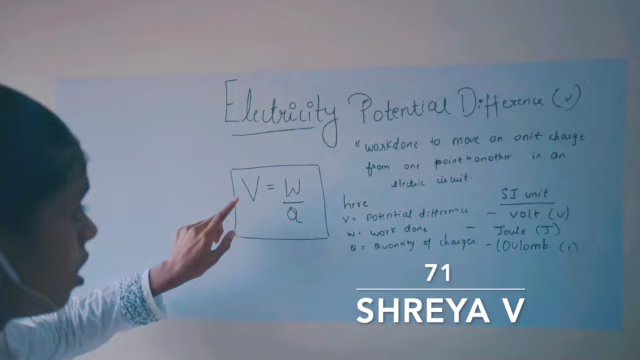 Electricity Potential Difference (V)
"workdone to move an unit charge
from one point to another in an
electric circuit.
V = W
Q
here
SI unit
V = Potential difference - Volt (V)
W = work done - Joule (J)
Q = Quantity of charges - Coulomb (C)
71
SHREYA V